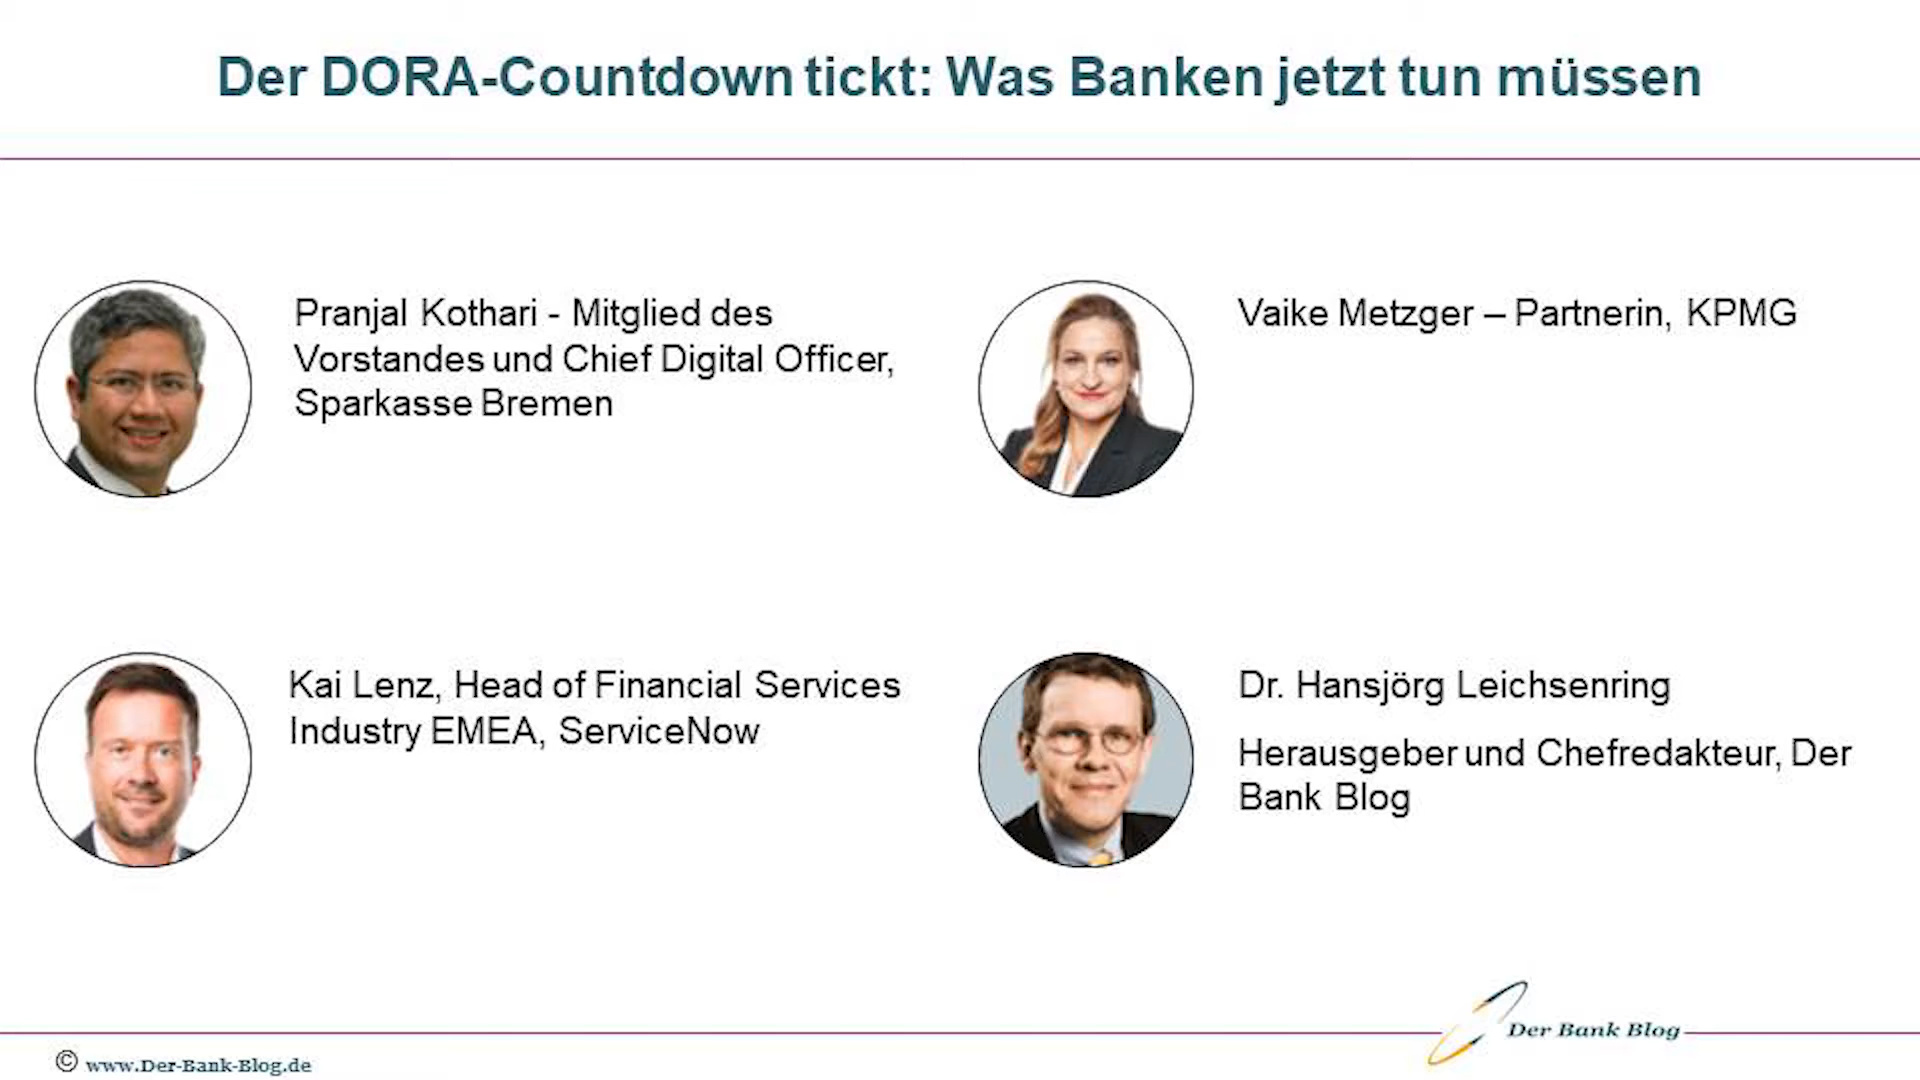 Der DORA-Countdown tickt: Was Banken jetzt tun müssen
Pranjal Kothari - Mitglied des
Vorstandes und Chief Digital Officer,
Sparkasse Bremen
Vaike Metzger – Partnerin, KPMG
Kai Lenz, Head of Financial Services
Industry EMEA, ServiceNow
Dr. Hansjörg Leichsenring
Herausgeber und Chefredakteur, Der
Bank Blog
Der Bank Blog
© www.Der-Bank-Blog.de